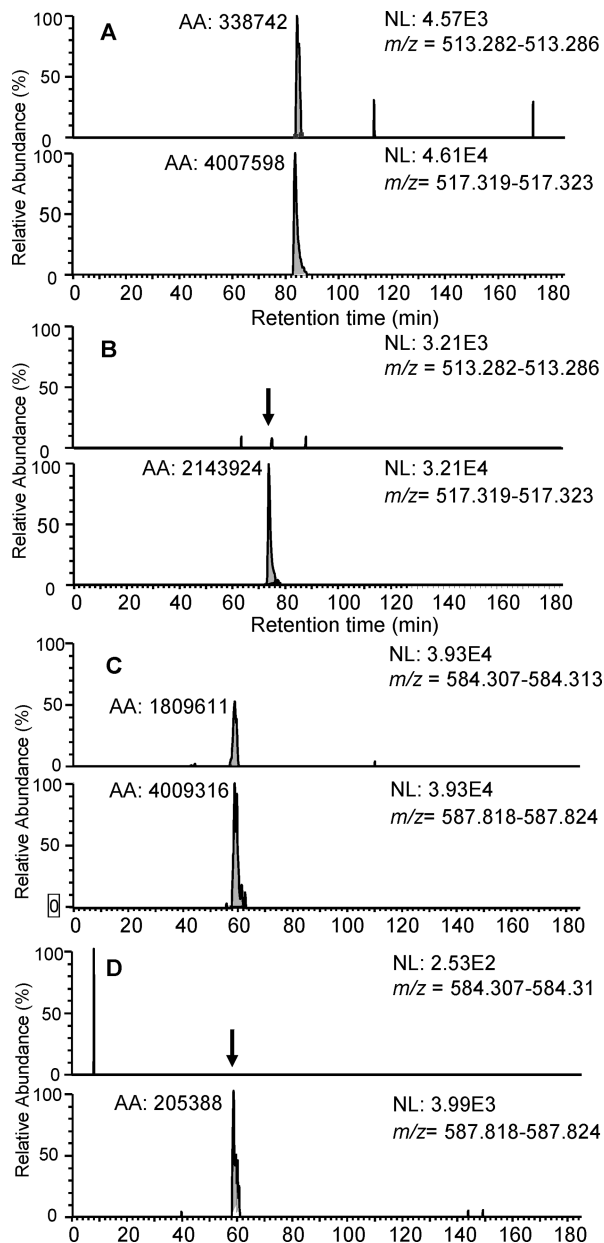 100
A
AA: 338742
NL: 4.57E3
m/z = 513.282-513.286
50
0
Relative Abundance (%)
100
AA: 4007598
NL: 4.61E4
m/z= 517.319-517.323
50
0
0 20 40 60 80 100 120 140 160 180
Retention time (min)
100
B
NL: 3.21E3
m/z = 513.282-513.286
50
0
Relative Abundance (%)
100
AA: 2143924
NL: 3.21E4
m/z= 517.319-517.323
50
0
0 20 40 60 80 100 120 140 160 180
Retention time (min)
100
C
NL: 3.93E4
m/z = 584.307-584.313
50
AA: 1809611
0
Relative Abundance (%)
100
AA: 4009316
NL: 3.93E4
m/z= 587.818-587.824
50
0
0 20 40 60 80 100 120 140 160 180
100
D
NL: 2.53E2
m/z = 584.307-584.31
50
0
Relative Abundance (%)
100
AA: 205388
NL: 3.99E3
m/z= 587.818-587.824
50
0
0 20 40 60 80 100 120 140 160 180